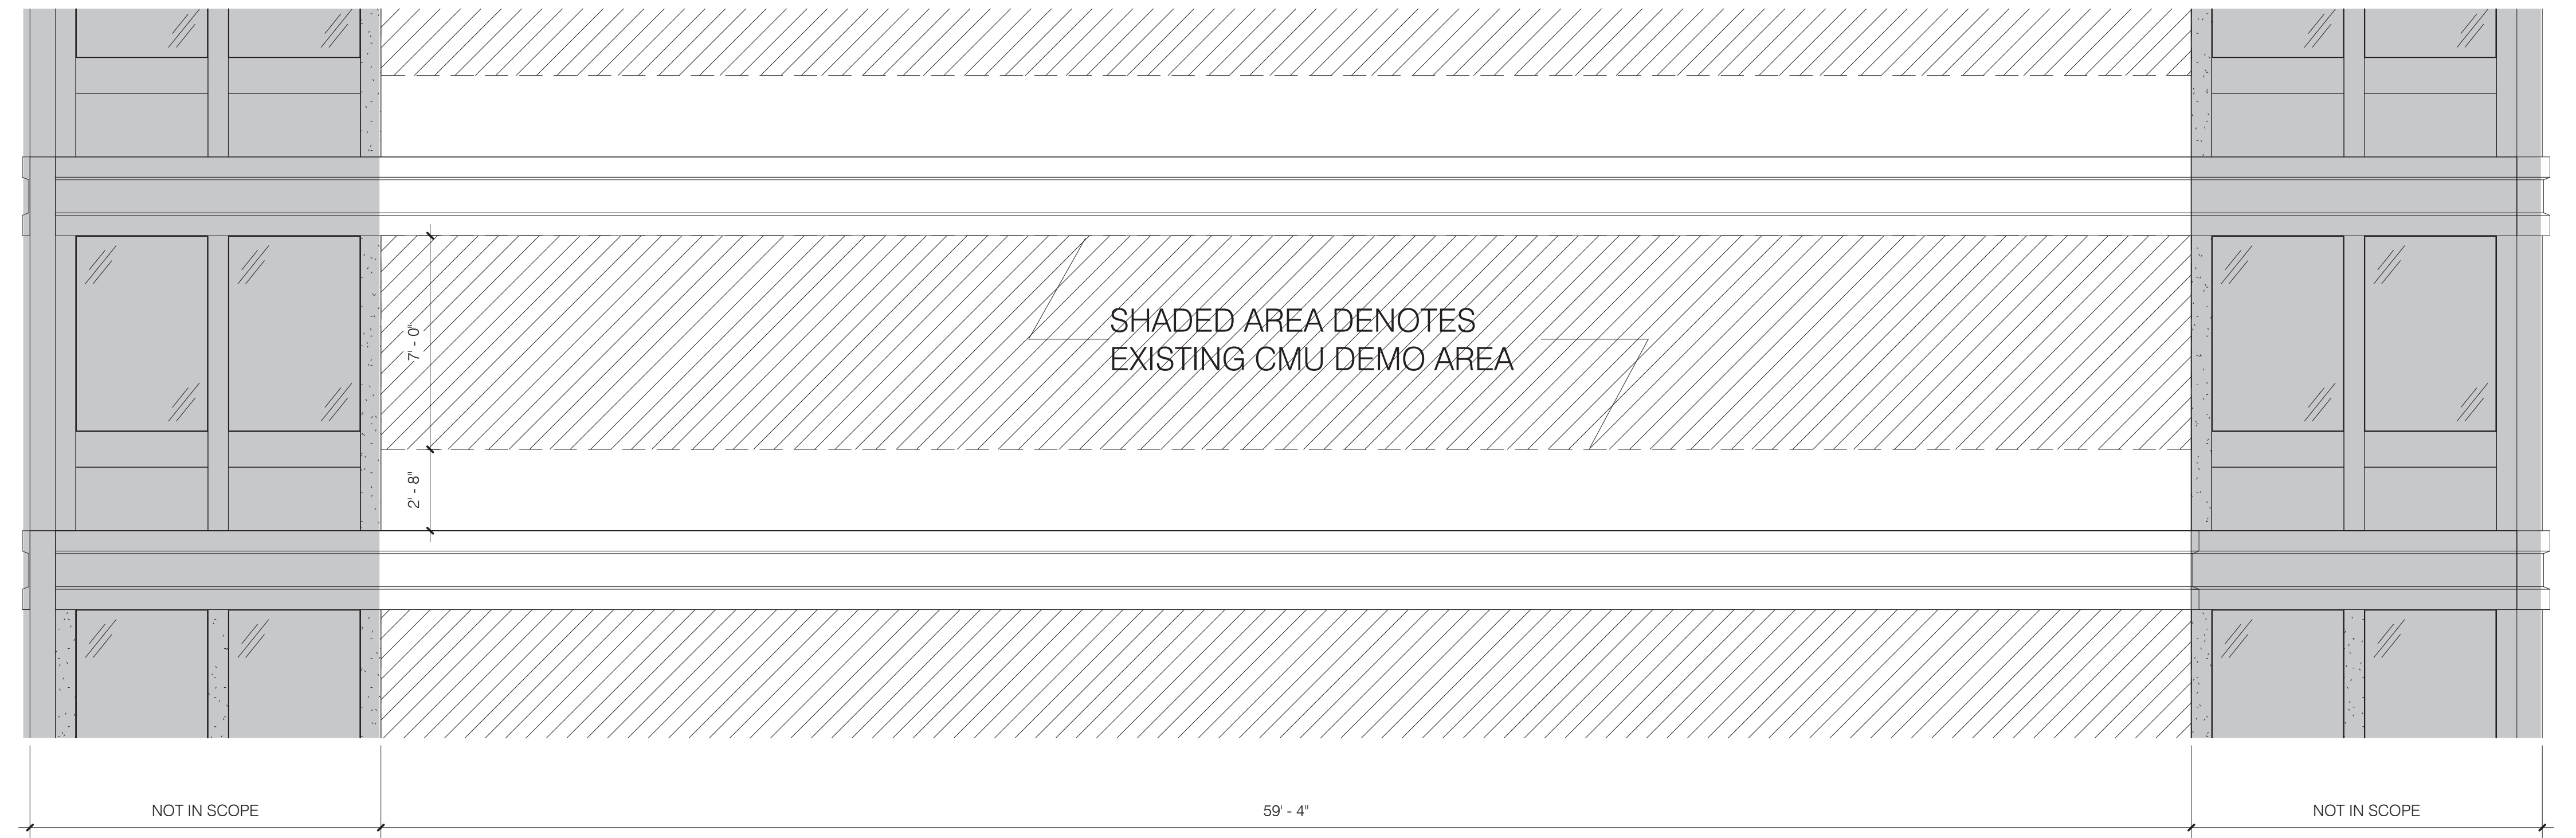 SHADED AREA DENOTES
EXISTING CMU DEMO AREA
7' - 0"
2' - 8"
NOT IN SCOPE
59' - 4"
NOT IN SCOPE